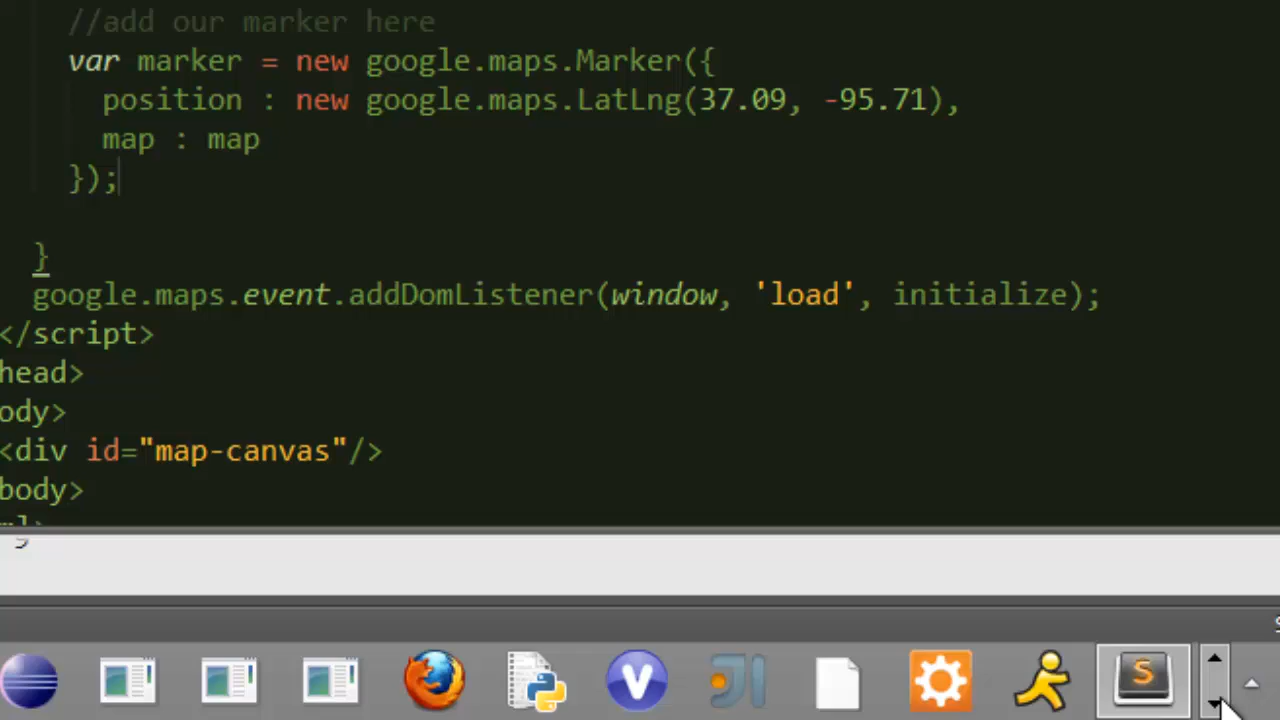 //add our marker here
var marker = new google.maps.Marker({
position : new google.maps.LatLng(37.09, -95.71),
map : map
});
}
google.maps.event.addDomListener(window, 'load', initialize);
</script>
head>
ody>
<div id="map-canvas"/>
body>